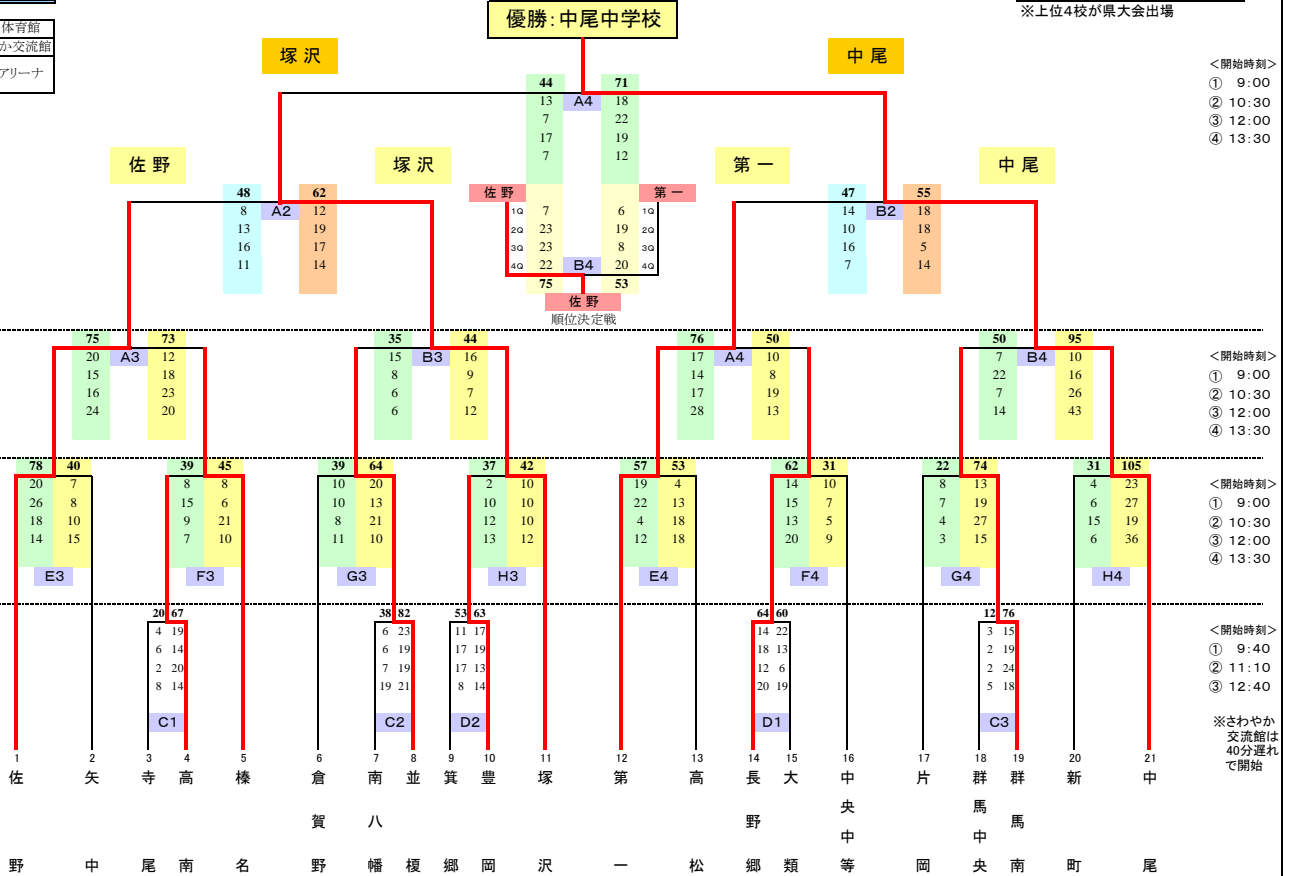 優勝:中尾中学校
※上位4校が県大会出場
体育館
か交流館
アリーナ
塚沢
中尾
<開始時刻>
① 9:00
② 10:30
③ 12:00
④ 13:30
44 71
13 A4 18
7 22
17 19
7 12
佐野 塚沢 第一 中尾
佐野 第一
48 62
8 A2 12
13 19
16 17
11 14
1Q 7 6 1Q
2Q 23 19 2Q
3Q 23 8 3Q
4Q 22 B4 20 4Q
75 53
佐野
順位決定戦
47 55
14 B2 18
10 18
16 5
7 14
75 73
20 A3 12
15 18
16 23
24 20
35 44
15 B3 16
8 9
6 7
6 12
76 50
17 A4 10
14 8
17 19
28 13
50 95
7 B4 10
22 16
7 26
14 43
<開始時刻>
① 9:00
② 10:30
③ 12:00
④ 13:30
78 40
20 7
26 8
18 10
14 15
E3
39 45
8 8
15 6
9 21
7 10
F3
39 64
10 20
10 13
8 21
11 10
G3
37 42
2 10
10 10
12 10
13 12
H3
57 53
19 4
22 13
4 18
12 18
E4
62 31
14 10
15 7
13 5
20 9
F4
22 74
8 13
7 19
4 27
3 15
G4
31 105
4 23
6 27
15 19
6 36
H4
<開始時刻>
① 9:00
② 10:30
③ 12:00
④ 13:30
20 67
4 19
6 14
2 20
8 14
C1
38 82
6 23
6 19
7 19
19 21
C2
53 63
11 17
17 19
17 13
8 14
D2
64 60
14 22
18 13
12 6
20 19
D1
12 76
3 15
2 19
2 24
5 18
C3
<開始時刻>
① 9:40
② 11:10
③ 12:40
※さわやか
交流館は
40分遅れ
で開始
1 佐野
2 矢中
3 寺尾
4 高南
5 榛名
6 倉賀野
7 南八幡
8 並榎
9 箕郷
10 豊岡
11 塚沢
12 第一
13 高松
14 長野郷
15 大類
16 中央中等
17 片岡
18 群馬中央
19 群馬南
20 新町
21 中尾